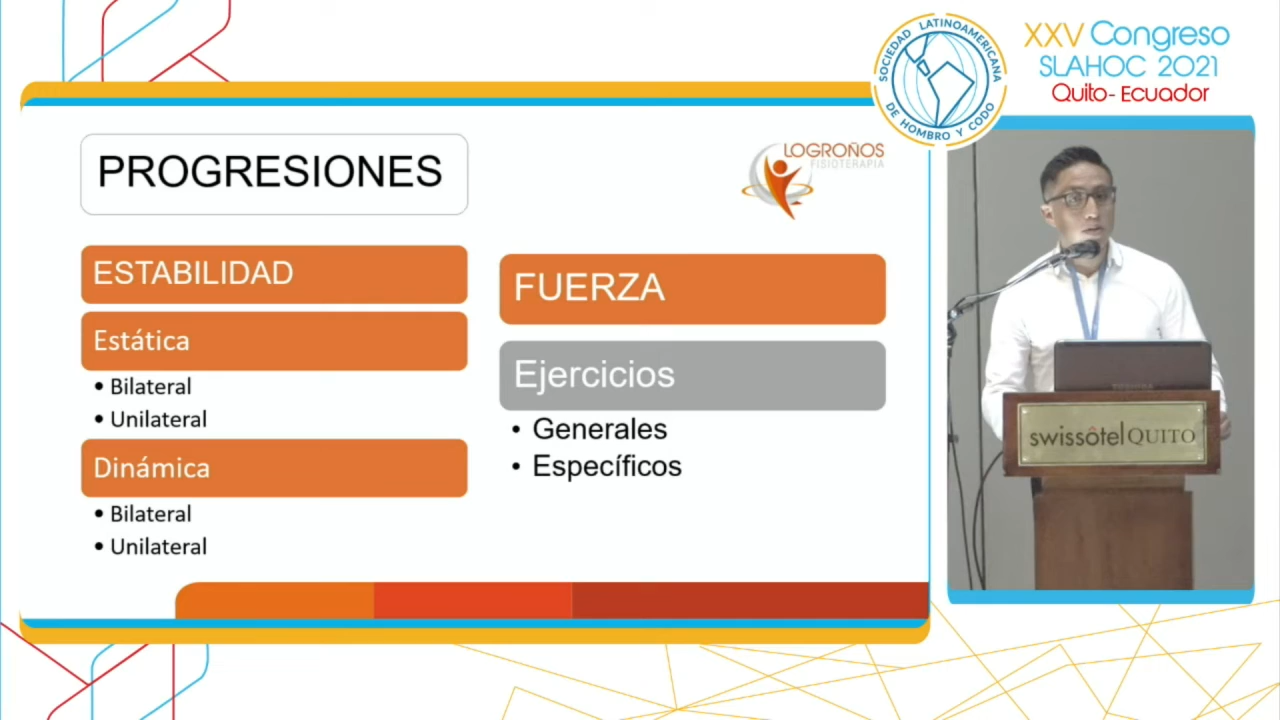 SOCIEDAD LATINOAMERICANA
DE HOMBRO Y CODO
XXV Congreso
SLAHOC 2021
Quito- Ecuador
PROGRESIONES
LOGROÑOS
FISIOTERAPIA
ESTABILIDAD
Estática
• Bilateral
• Unilateral
Dinámica
• Bilateral
• Unilateral
FUERZA
Ejercicios
• Generales
• Específicos
TOSHIBA
swissôtel QUITO